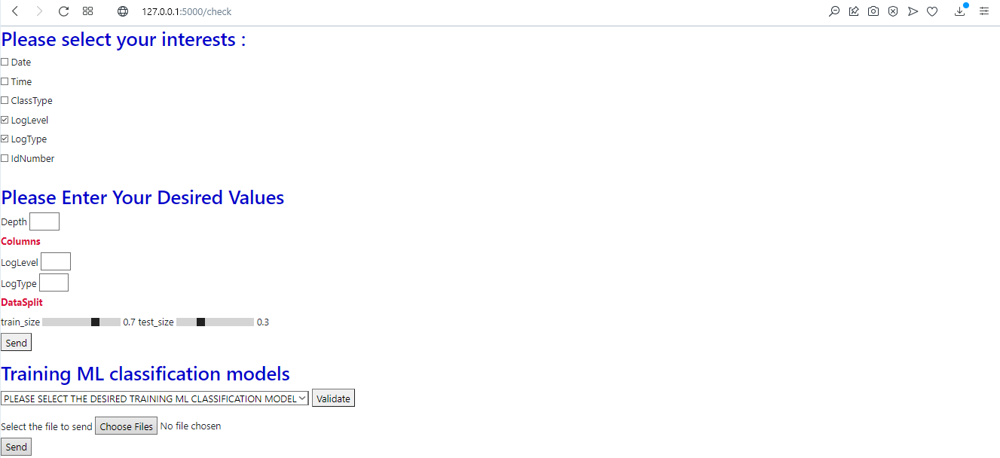 127.0.0.1:5000/check
Please select your interests :
Date
Time
ClassType
LogLevel
LogType
IdNumber
Please Enter Your Desired Values
Depth
Columns
LogLevel
LogType
DataSplit
train_size 0.7 test_size 0.3
Send
Training ML classification models
PLEASE SELECT THE DESIRED TRAINING ML CLASSIFICATION MODEL Validate
Select the file to send Choose Files No file chosen
Send